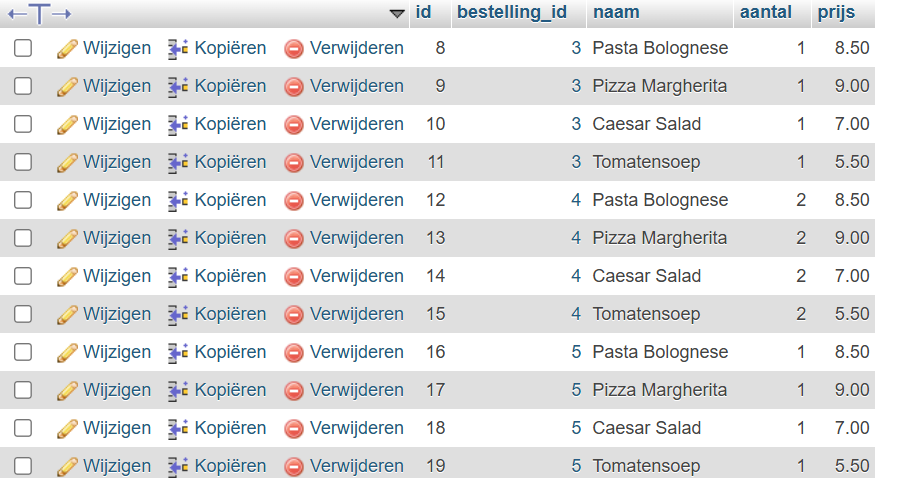 id bestelling_id naam aantal prijs
Wijzigen Kopiëren Verwijderen 8 3 Pasta Bolognese 1 8.50
Wijzigen Kopiëren Verwijderen 9 3 Pizza Margherita 1 9.00
Wijzigen Kopiëren Verwijderen 10 3 Caesar Salad 1 7.00
Wijzigen Kopiëren Verwijderen 11 3 Tomatensoep 1 5.50
Wijzigen Kopiëren Verwijderen 12 4 Pasta Bolognese 2 8.50
Wijzigen Kopiëren Verwijderen 13 4 Pizza Margherita 2 9.00
Wijzigen Kopiëren Verwijderen 14 4 Caesar Salad 2 7.00
Wijzigen Kopiëren Verwijderen 15 4 Tomatensoep 2 5.50
Wijzigen Kopiëren Verwijderen 16 5 Pasta Bolognese 1 8.50
Wijzigen Kopiëren Verwijderen 17 5 Pizza Margherita 1 9.00
Wijzigen Kopiëren Verwijderen 18 5 Caesar Salad 1 7.00
Wijzigen Kopiëren Verwijderen 19 5 Tomatensoep 1 5.50